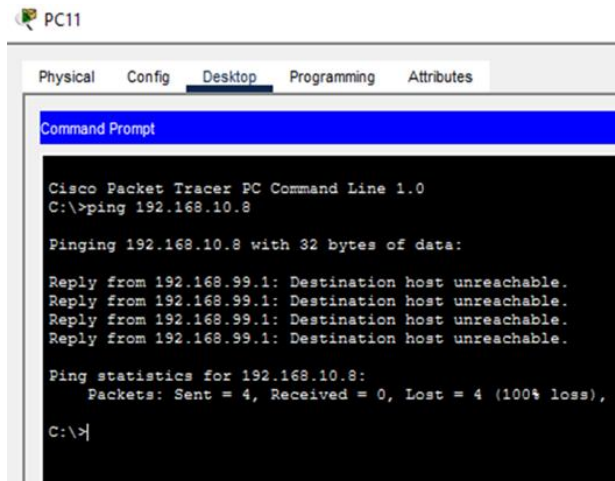 PC11
Physical Config Desktop Programming Attributes
Command Prompt
Cisco Packet Tracer PC Command Line 1.0
C:\>ping 192.168.10.8
Pinging 192.168.10.8 with 32 bytes of data:
Reply from 192.168.99.1: Destination host unreachable.
Reply from 192.168.99.1: Destination host unreachable.
Reply from 192.168.99.1: Destination host unreachable.
Reply from 192.168.99.1: Destination host unreachable.
Ping statistics for 192.168.10.8:
Packets: Sent = 4, Received = 0, Lost = 4 (100% loss),
C:\>